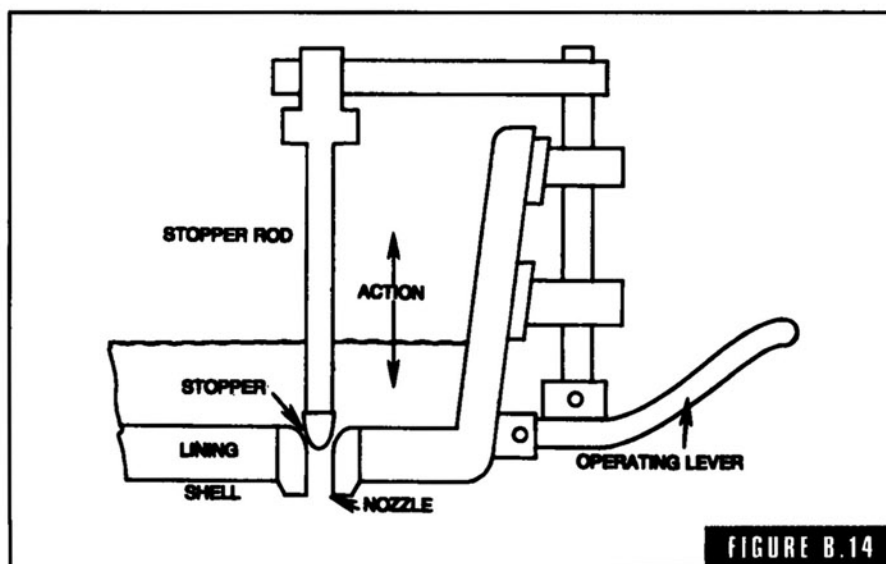 STOPPER ROD
ACTION
STOPPER
LINING
SHELL
NOZZLE
OPERATING LEVER
FIGURE B.14